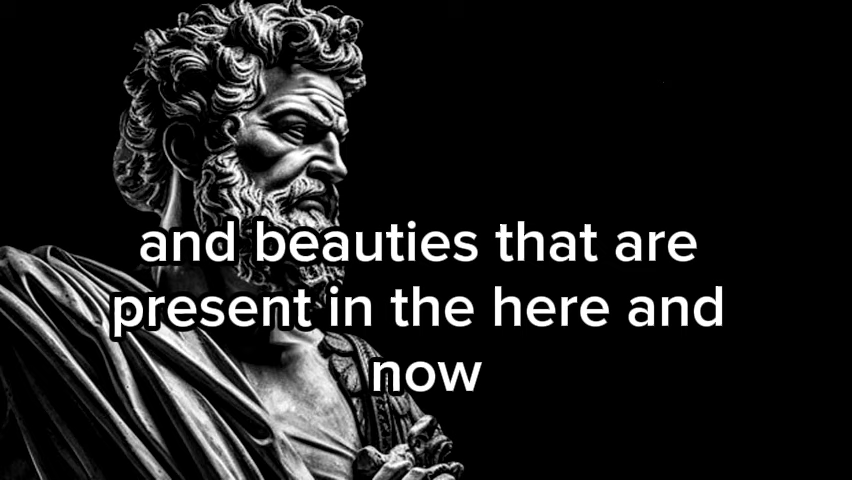 and beauties that are
present in the here and
now